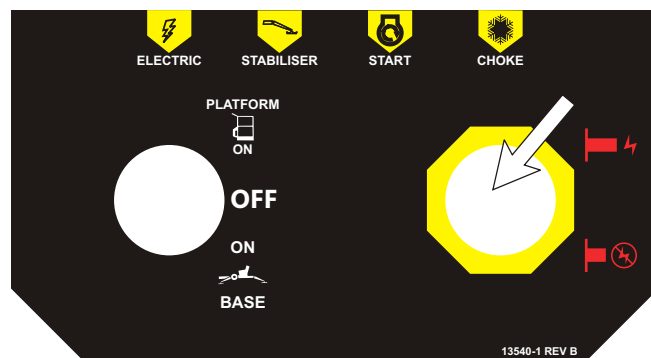 ELECTRIC STABILISER START CHOKE
PLATFORM
ON
OFF
ON
BASE
13540-1 REV B